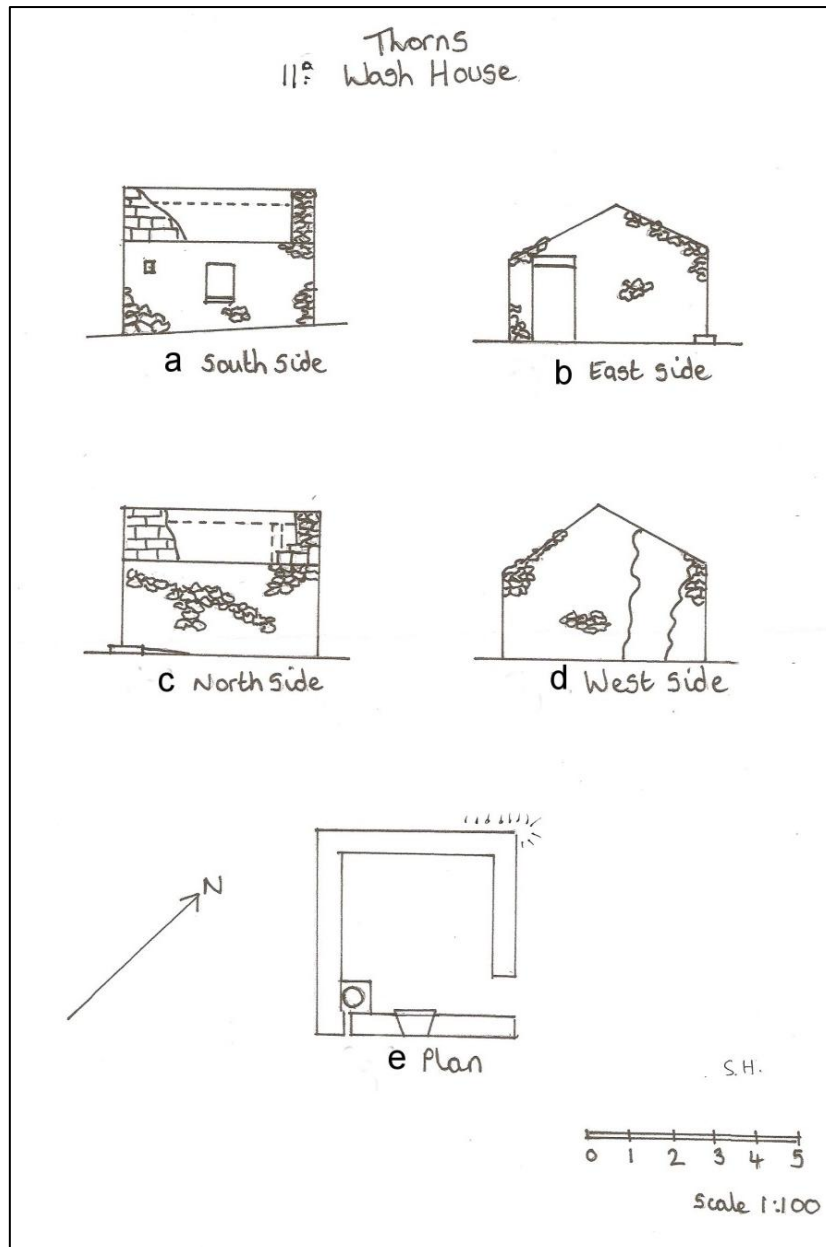 Thorns
11a: Wash House
a South Side
b East side
c North side
d West side
N
e Plan
S.H.
0 1 2 3 4 5
Scale 1:100